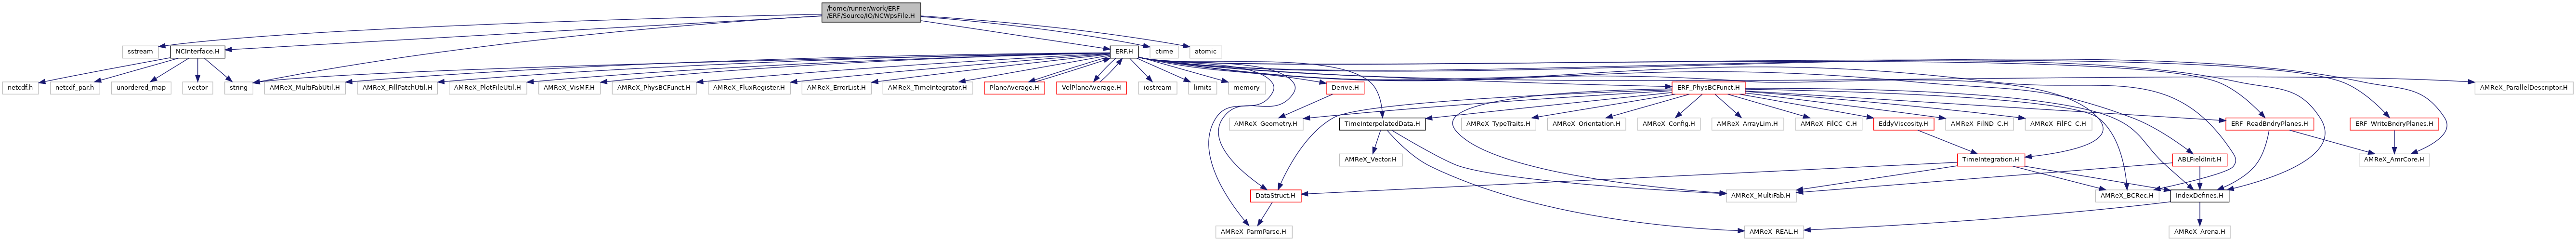 /home/runner/work/ERF
/ERF/Source/IO/NCWpsFile.H
sstream
NCInterface.H
ERF.H
ctime
atomic
netcdf.h
netcdf_par.h
unordered_map
vector
string
AMReX_MultiFabUtil.H
AMReX_FillPatchUtil.H
AMReX_PlotFileUtil.H
AMReX_VisMF.H
AMReX_PhysBCFunct.H
AMReX_FluxRegister.H
AMReX_ErrorList.H
AMReX_TimeIntegrator.H
PlaneAverage.H
VelPlaneAverage.H
iostream
limits
memory
Derive.H
ERF_PhysBCFunct.H
AMReX_ParallelDescriptor.H
AMReX_Geometry.H
TimeInterpolatedData.H
AMReX_TypeTraits.H
AMReX_Orientation.H
AMReX_Config.H
AMReX_ArrayLim.H
AMReX_FilCC_C.H
EddyViscosity.H
AMReX_FilND_C.H
AMReX_FilFC_C.H
ERF_ReadBndryPlanes.H
ERF_WriteBndryPlanes.H
AMReX_Vector.H
TimeIntegration.H
ABLFieldInit.H
AMReX_AmrCore.H
DataStruct.H
AMReX_MultiFab.H
AMReX_BCRec.H
IndexDefines.H
AMReX_ParmParse.H
AMReX_REAL.H
AMReX_Arena.H